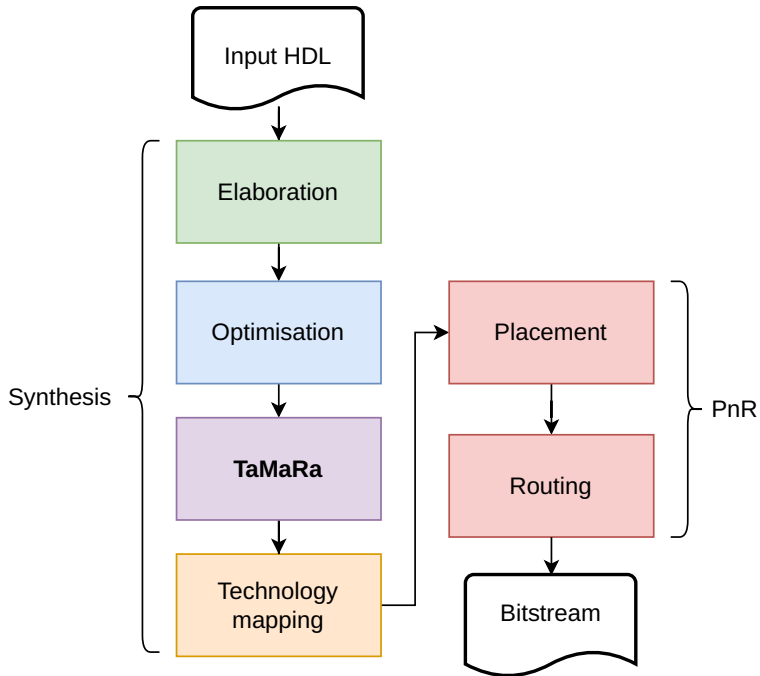 Input HDL
Elaboration
Optimisation
Placement
Synthesis
PnR
TaMaRa
Routing
Technology
mapping
Bitstream